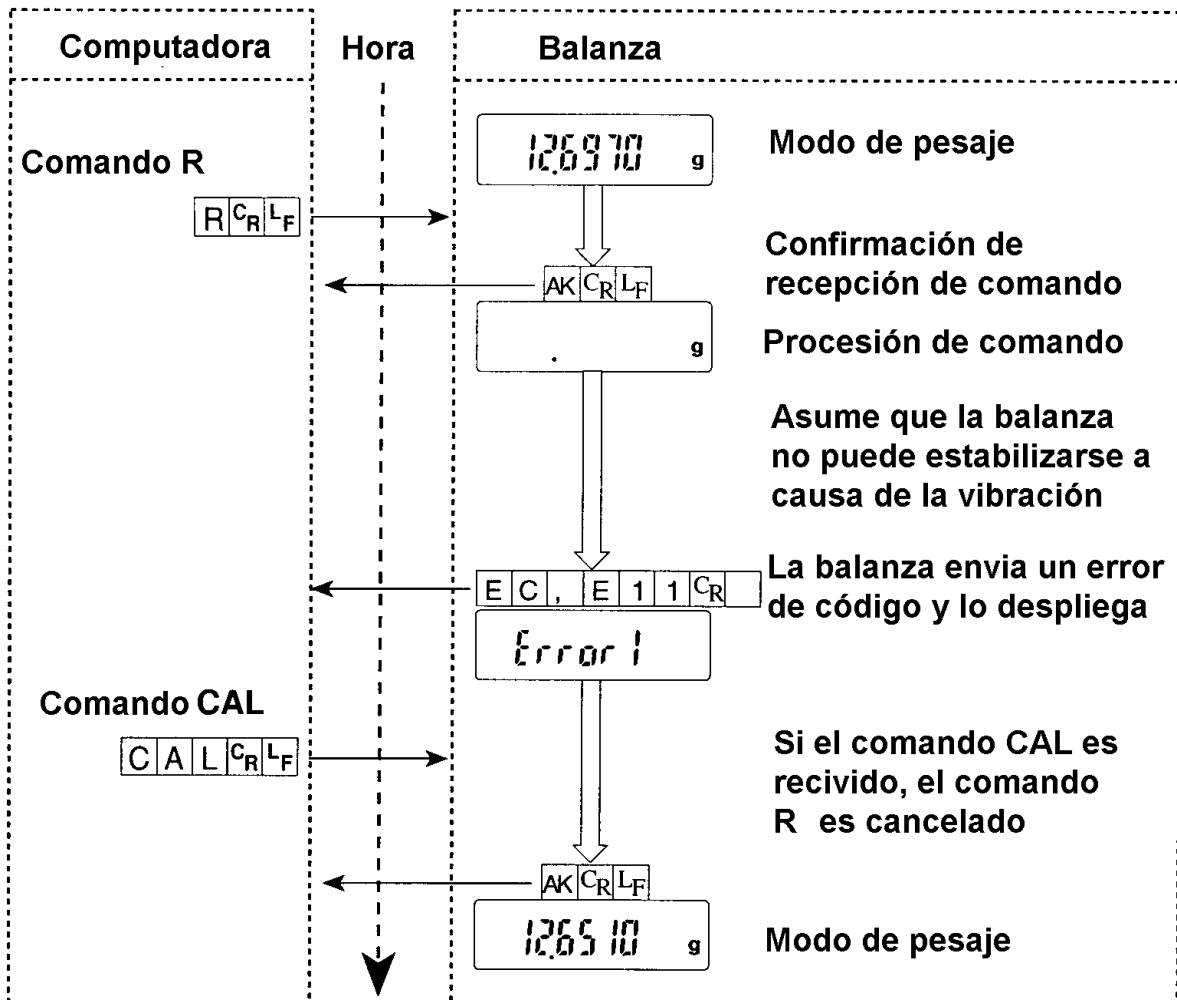 Computadora
Hora
Balanza
12.6970 g
Modo de pesaje
Comando R
R CR LF
Confirmación de
recepción de comando
AK CR LF
. g
Procesión de comando
Asume que la balanza
no puede estabilizarse a
causa de la vibración
E C , E 1 1 CR
La balanza envia un error
de código y lo despliega
Error 1
Comando CAL
C A L CR LF
Si el comando CAL es
recivido, el comando
R es cancelado
AK CR LF
12.6510 g
Modo de pesaje